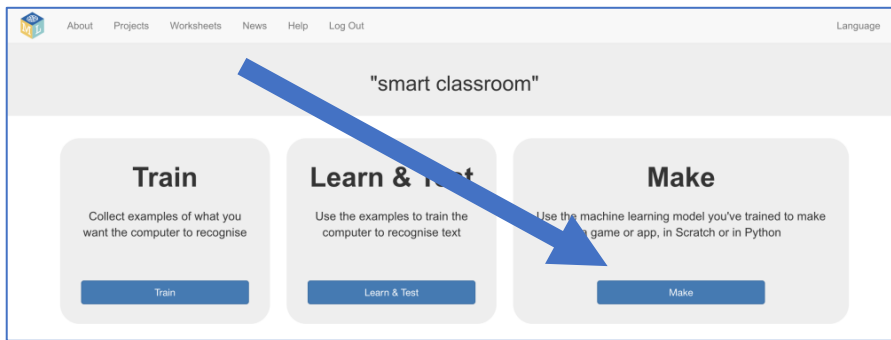 About Projects Worksheets News Help Log Out Language
"smart classroom"
Train
Collect examples of what you
want the computer to recognise
Train
Learn & Test
Use the examples to train the
computer to recognise text
Learn & Test
Make
Use the machine learning model you've trained to make
game or app, in Scratch or in Python
Make